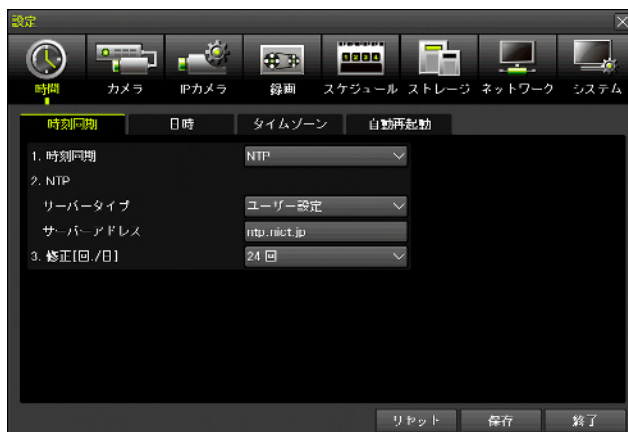 設定
時間 カメラ IPカメラ 録画 スケジュール ストレージ ネットワーク システム
時刻同期 日時 タイムゾーン 自動再起動
1. 時刻同期 NTP
2. NTP
サーバータイプ ユーザー設定
サーバーアドレス ntp.nict.jp
3. 修正[回./日] 24 回
リセット 保存 終了